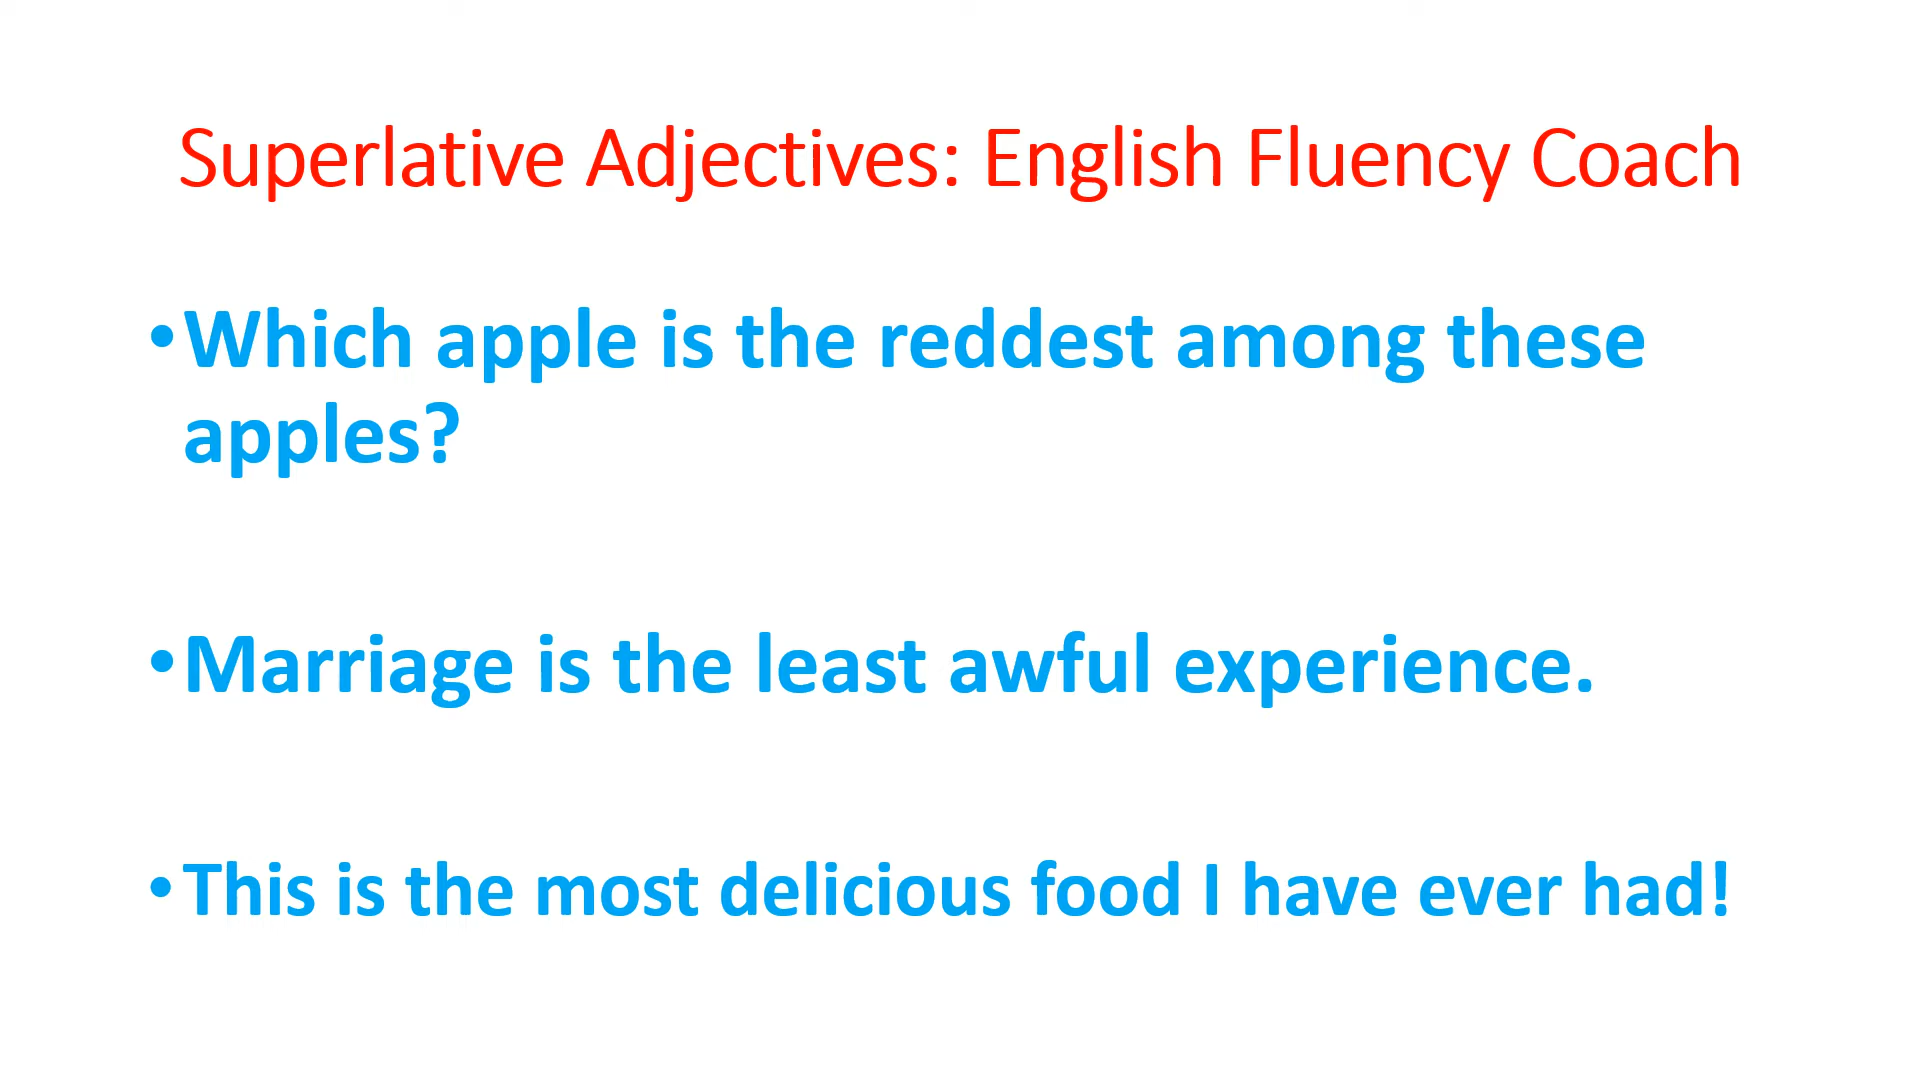 Superlative Adjectives: English Fluency Coach
•Which apple is the reddest among these
apples?
•Marriage is the least awful experience.
•This is the most delicious food I have ever had!